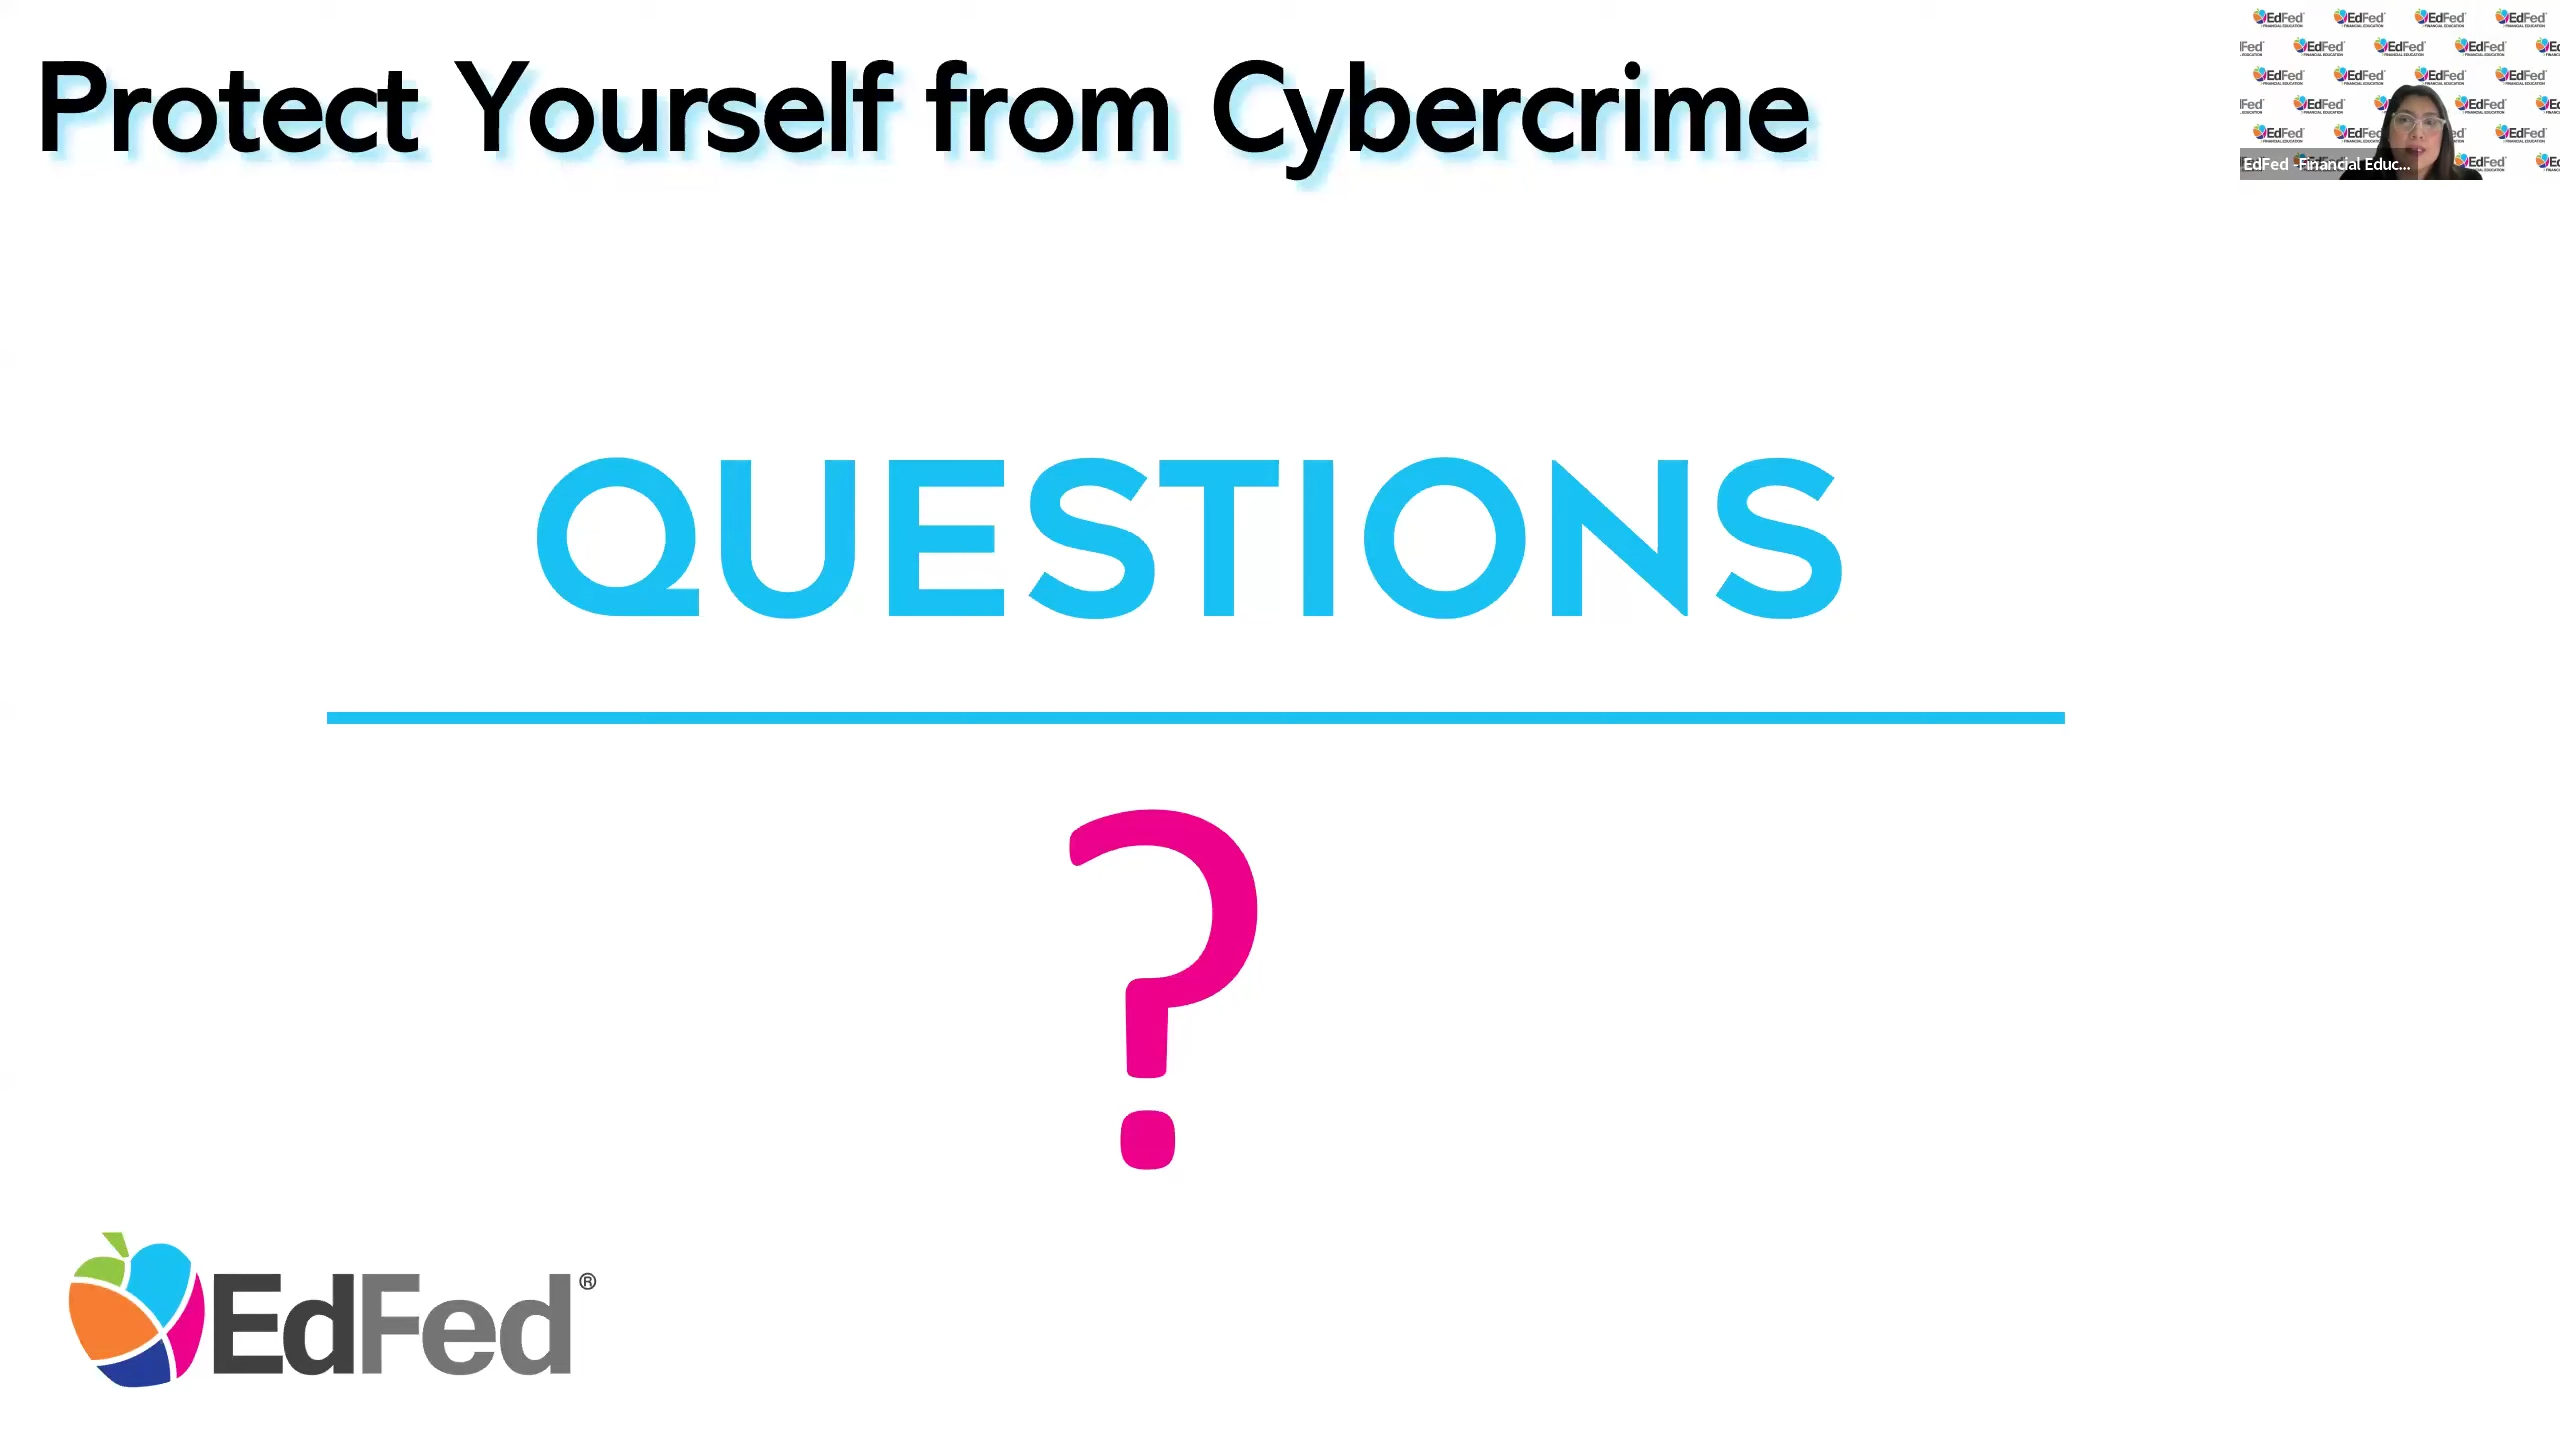 Protect Yourself from Cybercrime
EdFed -Financial Educ...
QUESTIONS
?
EdFed®